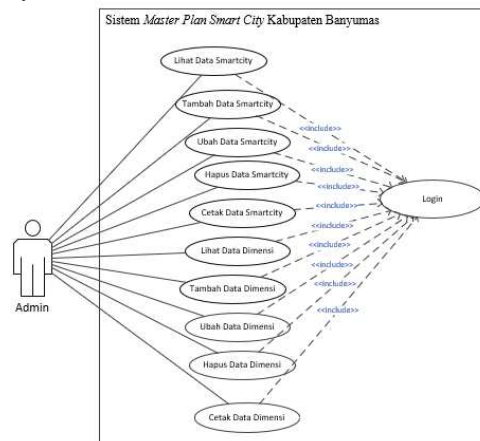 Sistem Master Plan Smart City Kabupaten Banyumas
Lihat Data Smartcity
Tambah Data Smartcity
<<include>>
Ubah Data Smartcity
<<include>>
<<include>>
Hapus Data Smartcity
<<include>>
Login
Cetak Data Smartcity
<<include>>
<<include>>
Lihat Data Dimensi
<<include>>
<<include>>
Tambah Data Dimensi
<<include>>
Admin
Ubah Data Dimensi
<<include>>
Hapus Data Dimensi
Cetak Data Dimensi